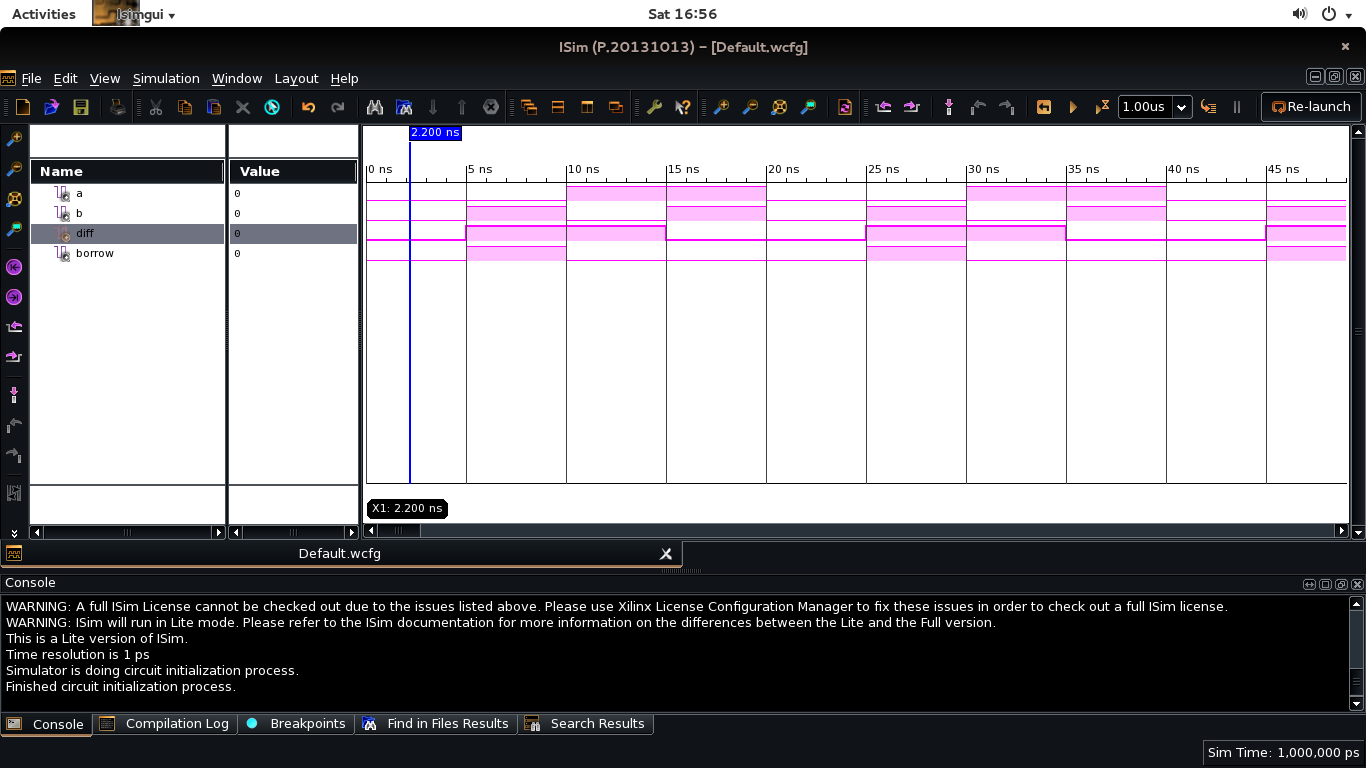 Activities Isimgui Sat 16:56
ISim (P.20131013) – [Default.wcfg]
File Edit View Simulation Window Layout Help
1.00us Re-launch
2.200 ns
0 ns 5 ns 10 ns 15 ns 20 ns 25 ns 30 ns 35 ns 40 ns 45 ns
Name Value
a 0
b 0
diff 0
borrow 0
X1: 2.200 ns
Default.wcfg
Console
WARNING: A full ISim License cannot be checked out due to the issues listed above. Please use Xilinx License Configuration Manager to fix these issues in order to check out a full ISim license.
WARNING: ISim will run in Lite mode. Please refer to the ISim documentation for more information on the differences between the Lite and the Full version.
This is a Lite version of ISim.
Time resolution is 1 ps
Simulator is doing circuit initialization process.
Finished circuit initialization process.
Console Compilation Log Breakpoints Find in Files Results Search Results
Sim Time: 1,000,000 ps